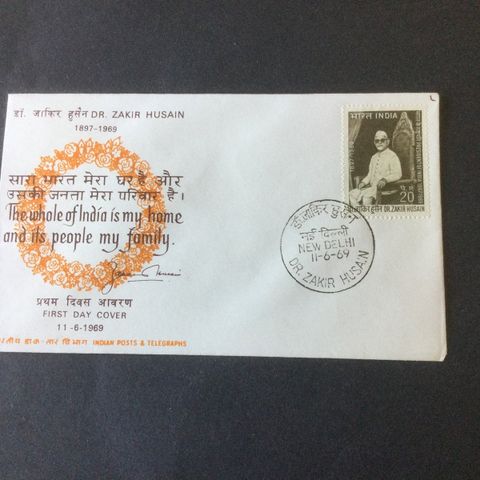 डॉ. जाकिर हुसैन DR. ZAKIR HUSAIN
1897-1969
सारा भारत मेरा घर है और
उसकी जनता मेरा परिवार है।
The whole of India is my home
and its people my family.
प्रथम दिवस आवरण
FIRST DAY COVER
11-6-1969
तीय डाक-तार विभाग INDIAN POSTS & TELEGRAPHS
भारत INDIA
1897-1969
20
डॉ. जाकिर हुसैन DR. ZAKIR HUSAIN
डॉ. जाकिर हुसैन
नई दिल्ली
NEW DELHI
11-6-69
DR. ZAKIR HUSAIN